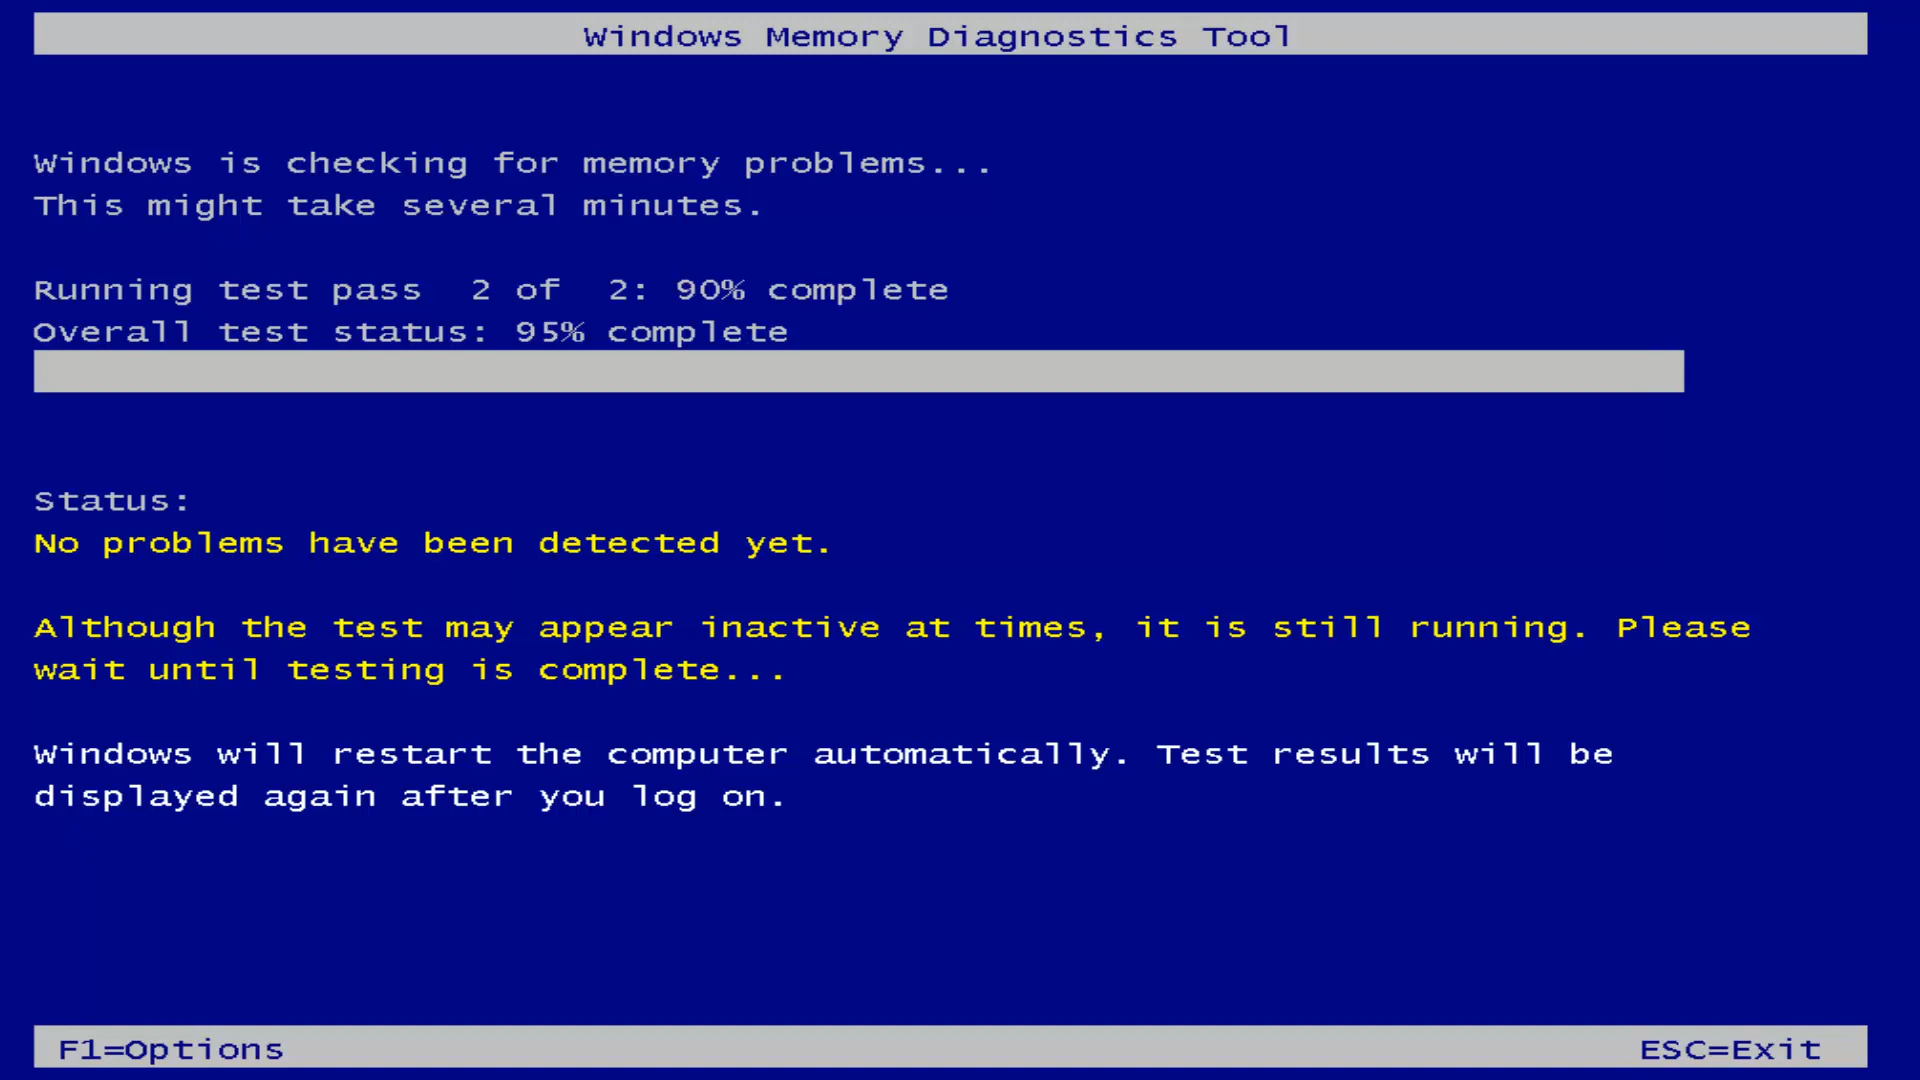 Windows Memory Diagnostics Tool
Windows is checking for memory problems...
This might take several minutes.
Running test pass  2 of  2: 90% complete
Overall test status: 95% complete
Status:
No problems have been detected yet.
Although the test may appear inactive at times, it is still running. Please
wait until testing is complete...
Windows will restart the computer automatically. Test results will be
displayed again after you log on.
F1=Options ESC=Exit